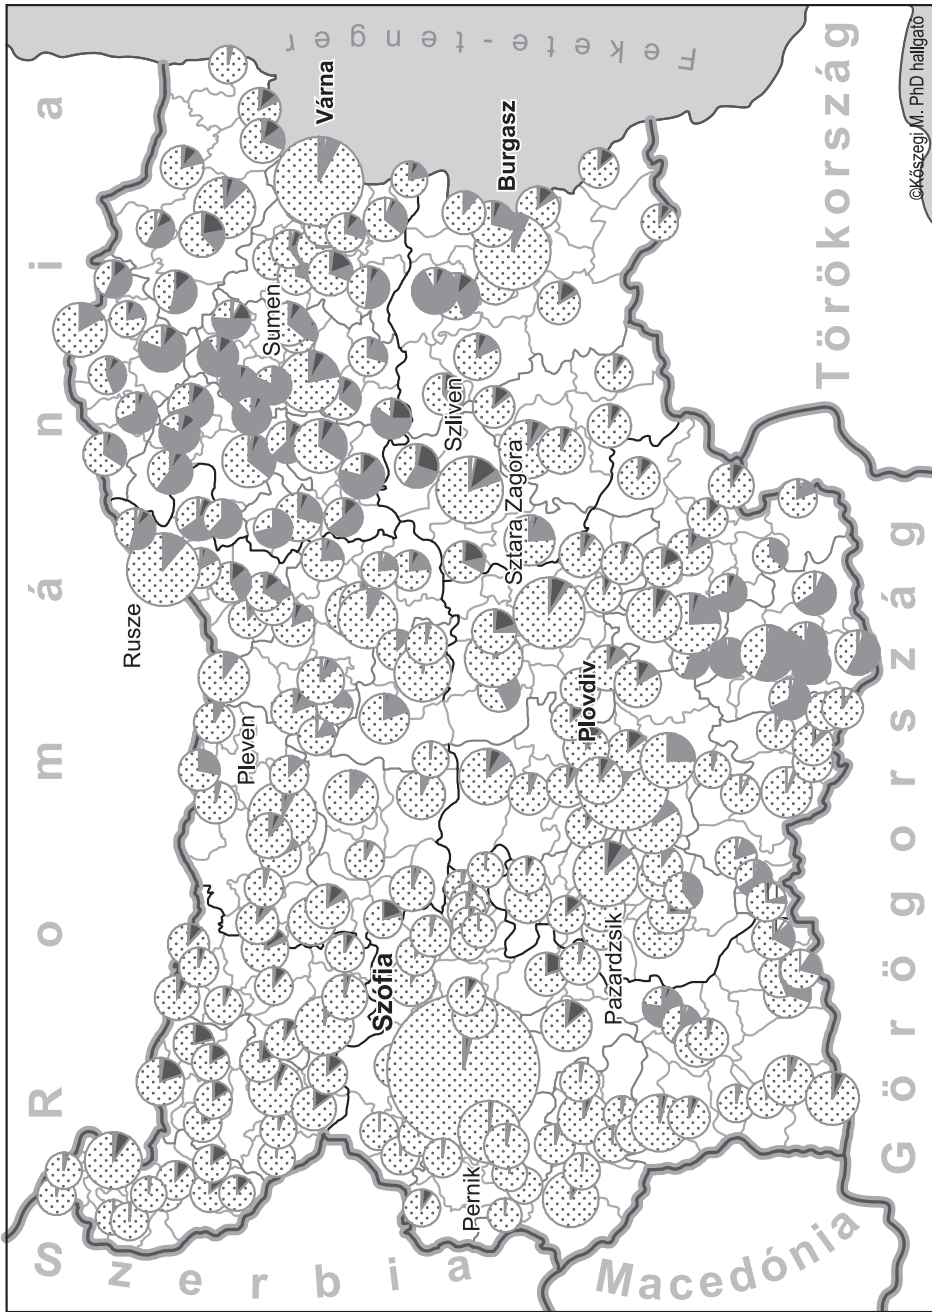 Románia
Szerbia
Macedónia
Görögország
Törökország
Fekete-tenger
Várna
Burgasz
Sumen
Szliven
Sztara Zagora
Rusze
Pleven
Plovdiv
Pazardzsik
Szófia
Pernik
©Kőszegi M. PhD hallgató